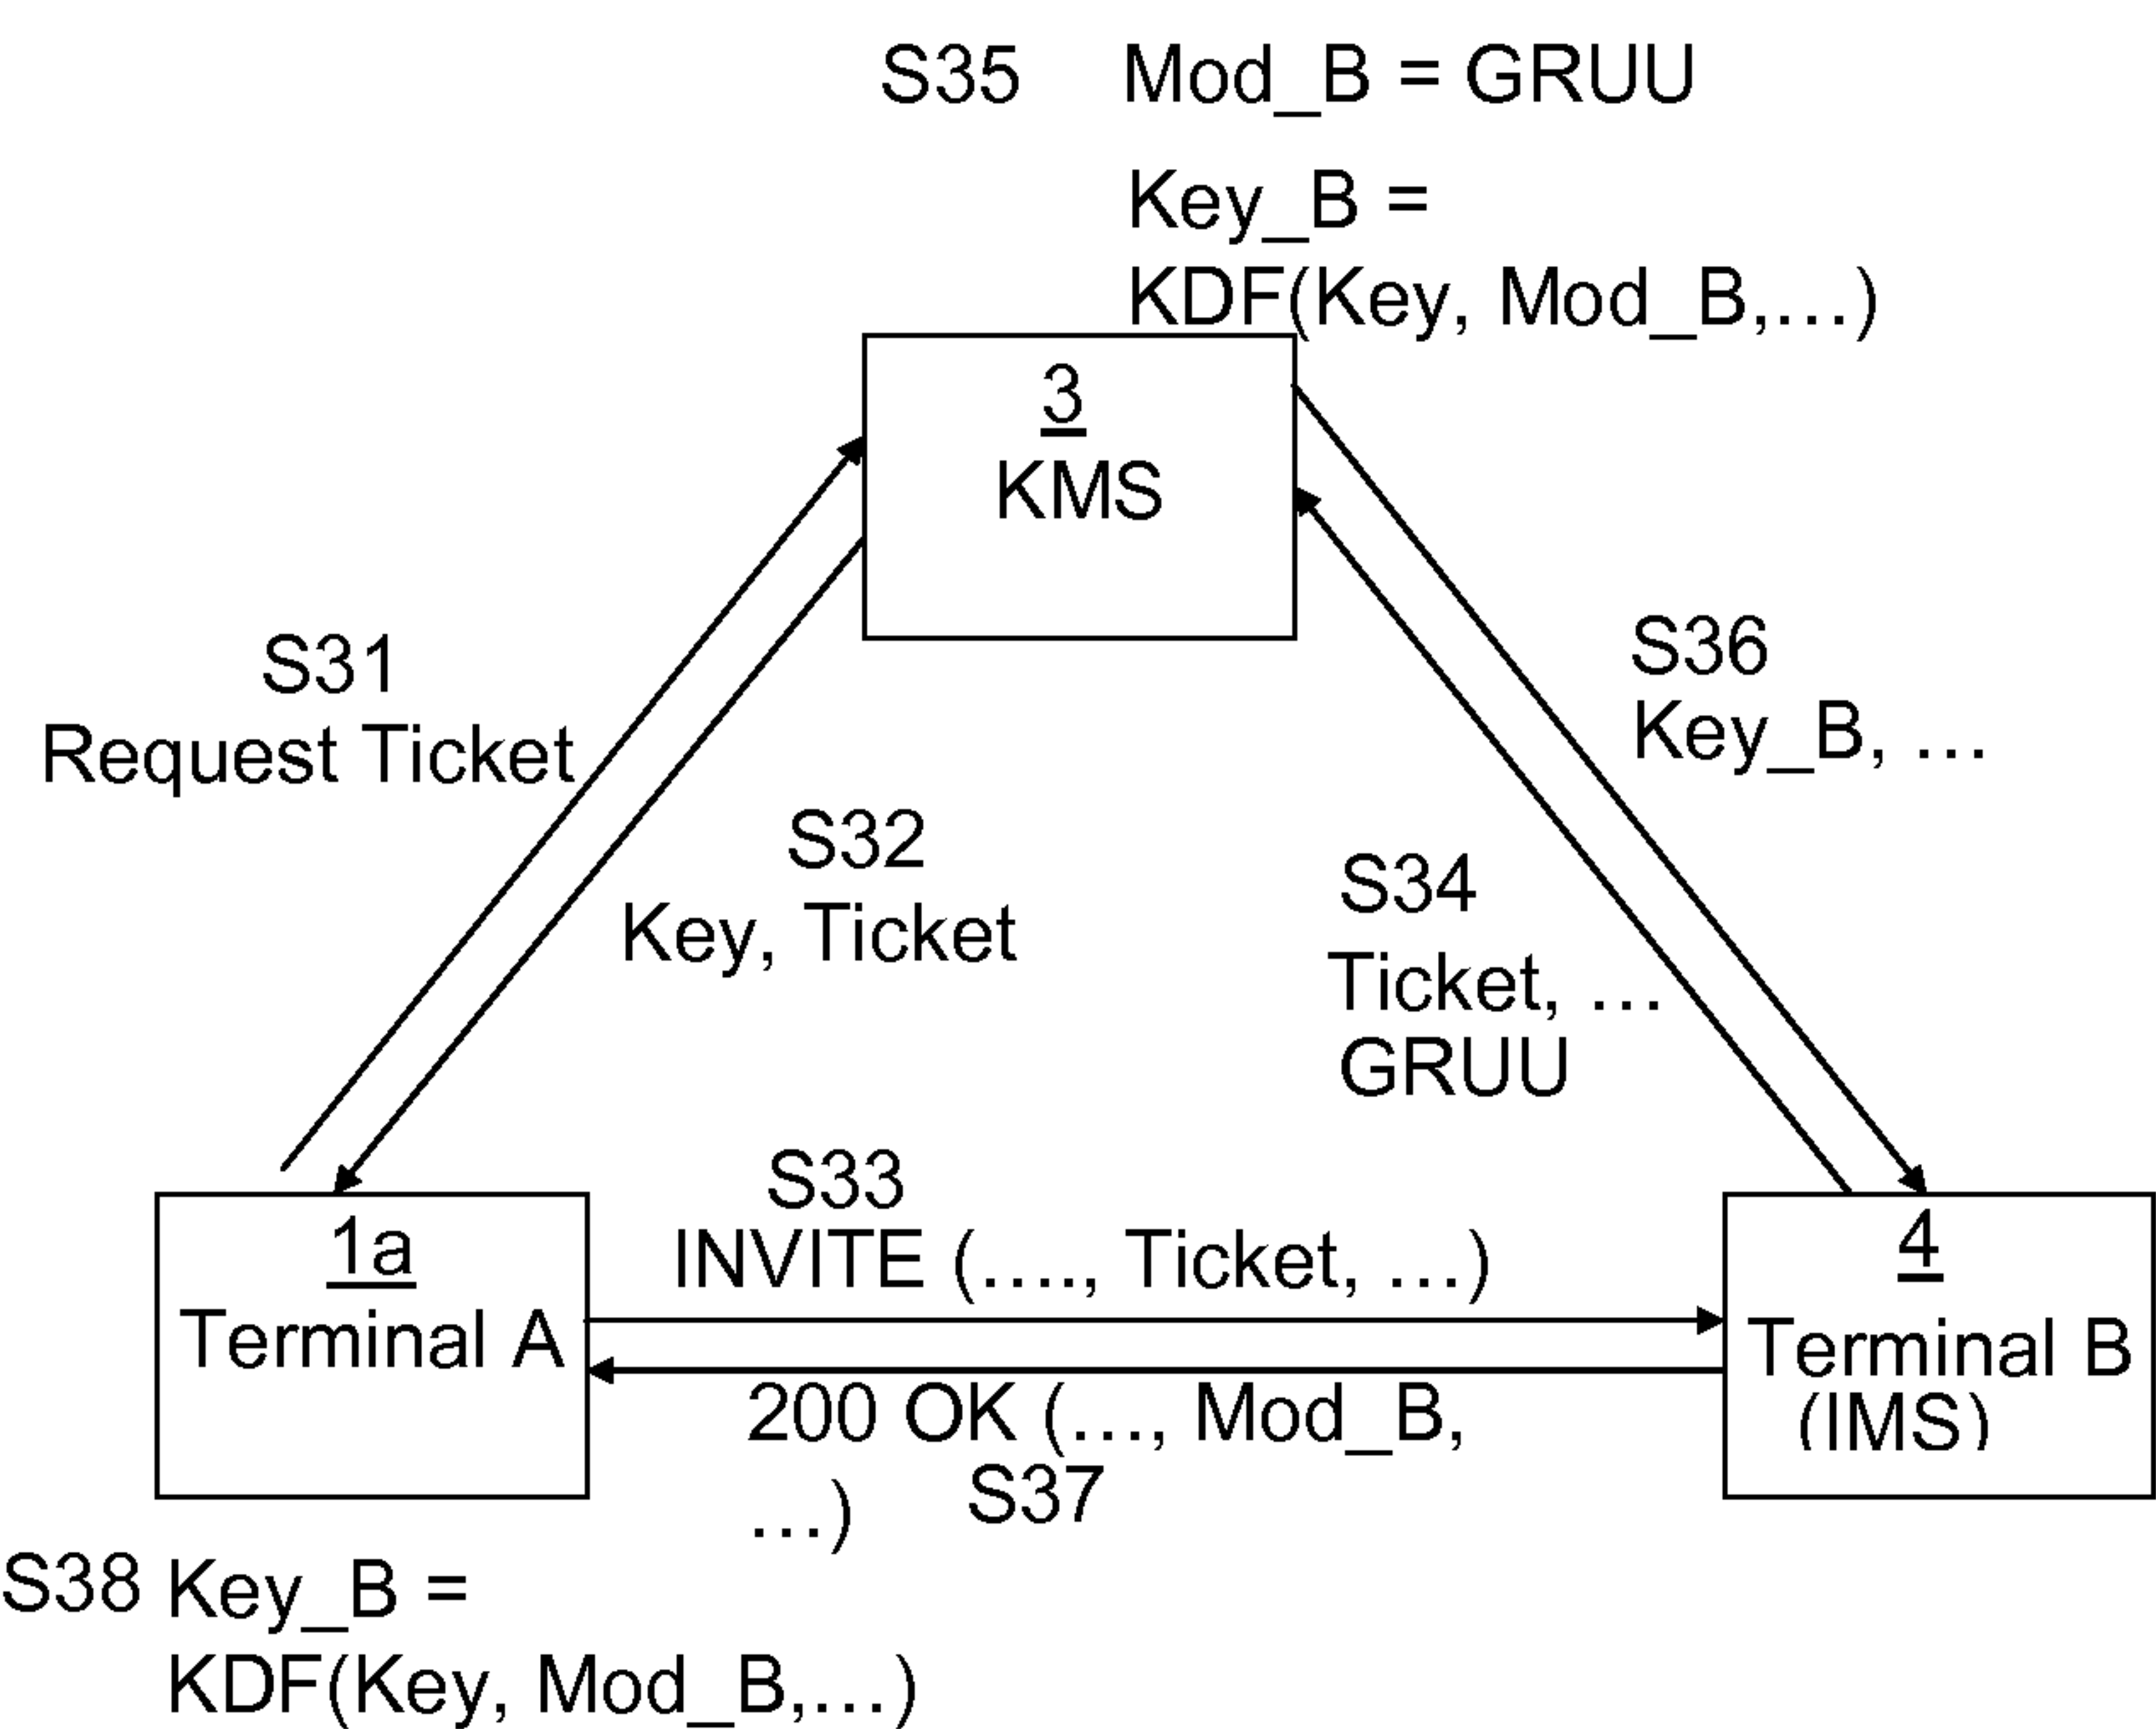 S35 Mod_B = GRUU
Key_B =
KDF(Key, Mod_B,...)
3
KMS
S31
Request Ticket
S32
Key, Ticket
S36
Key_B, ...
S34
Ticket, ...
GRUU
S33
INVITE (...., Ticket, ...)
1a
Terminal A
4
Terminal B
(IMS)
200 OK (..., Mod_B,
...)
S37
S38 Key_B =
KDF(Key, Mod_B,...)